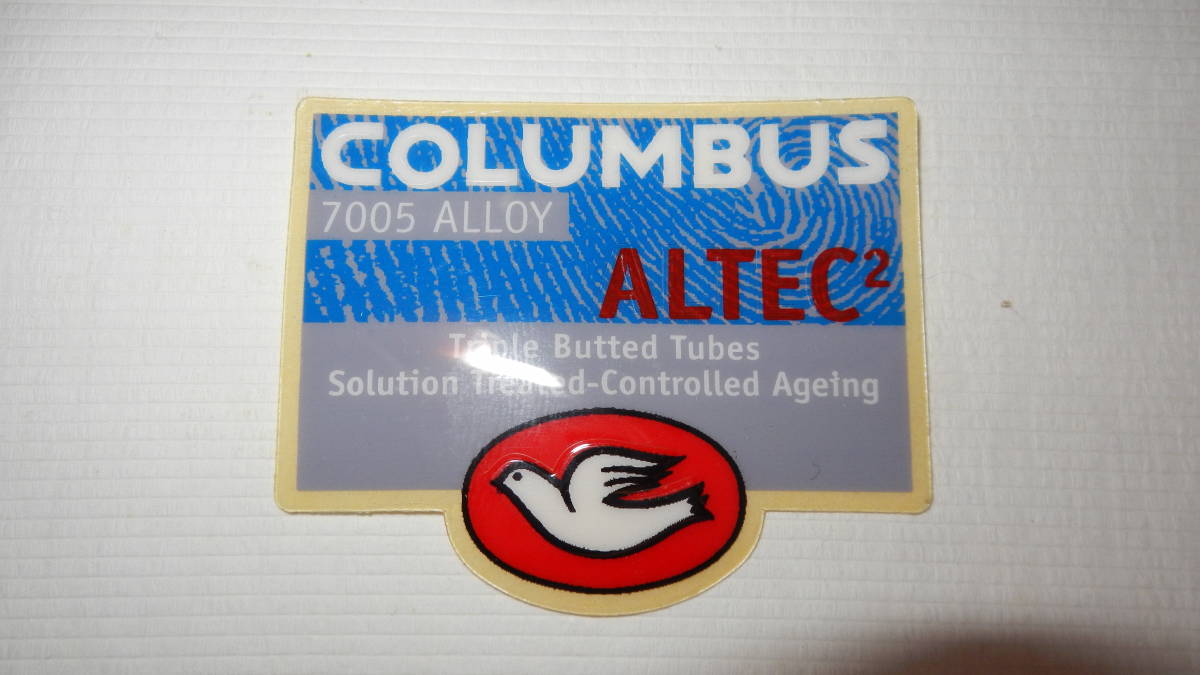 COLUMBUS
7005 ALLOY
ALTEC²
Triple Butted Tubes
Solution Treated-Controlled Ageing